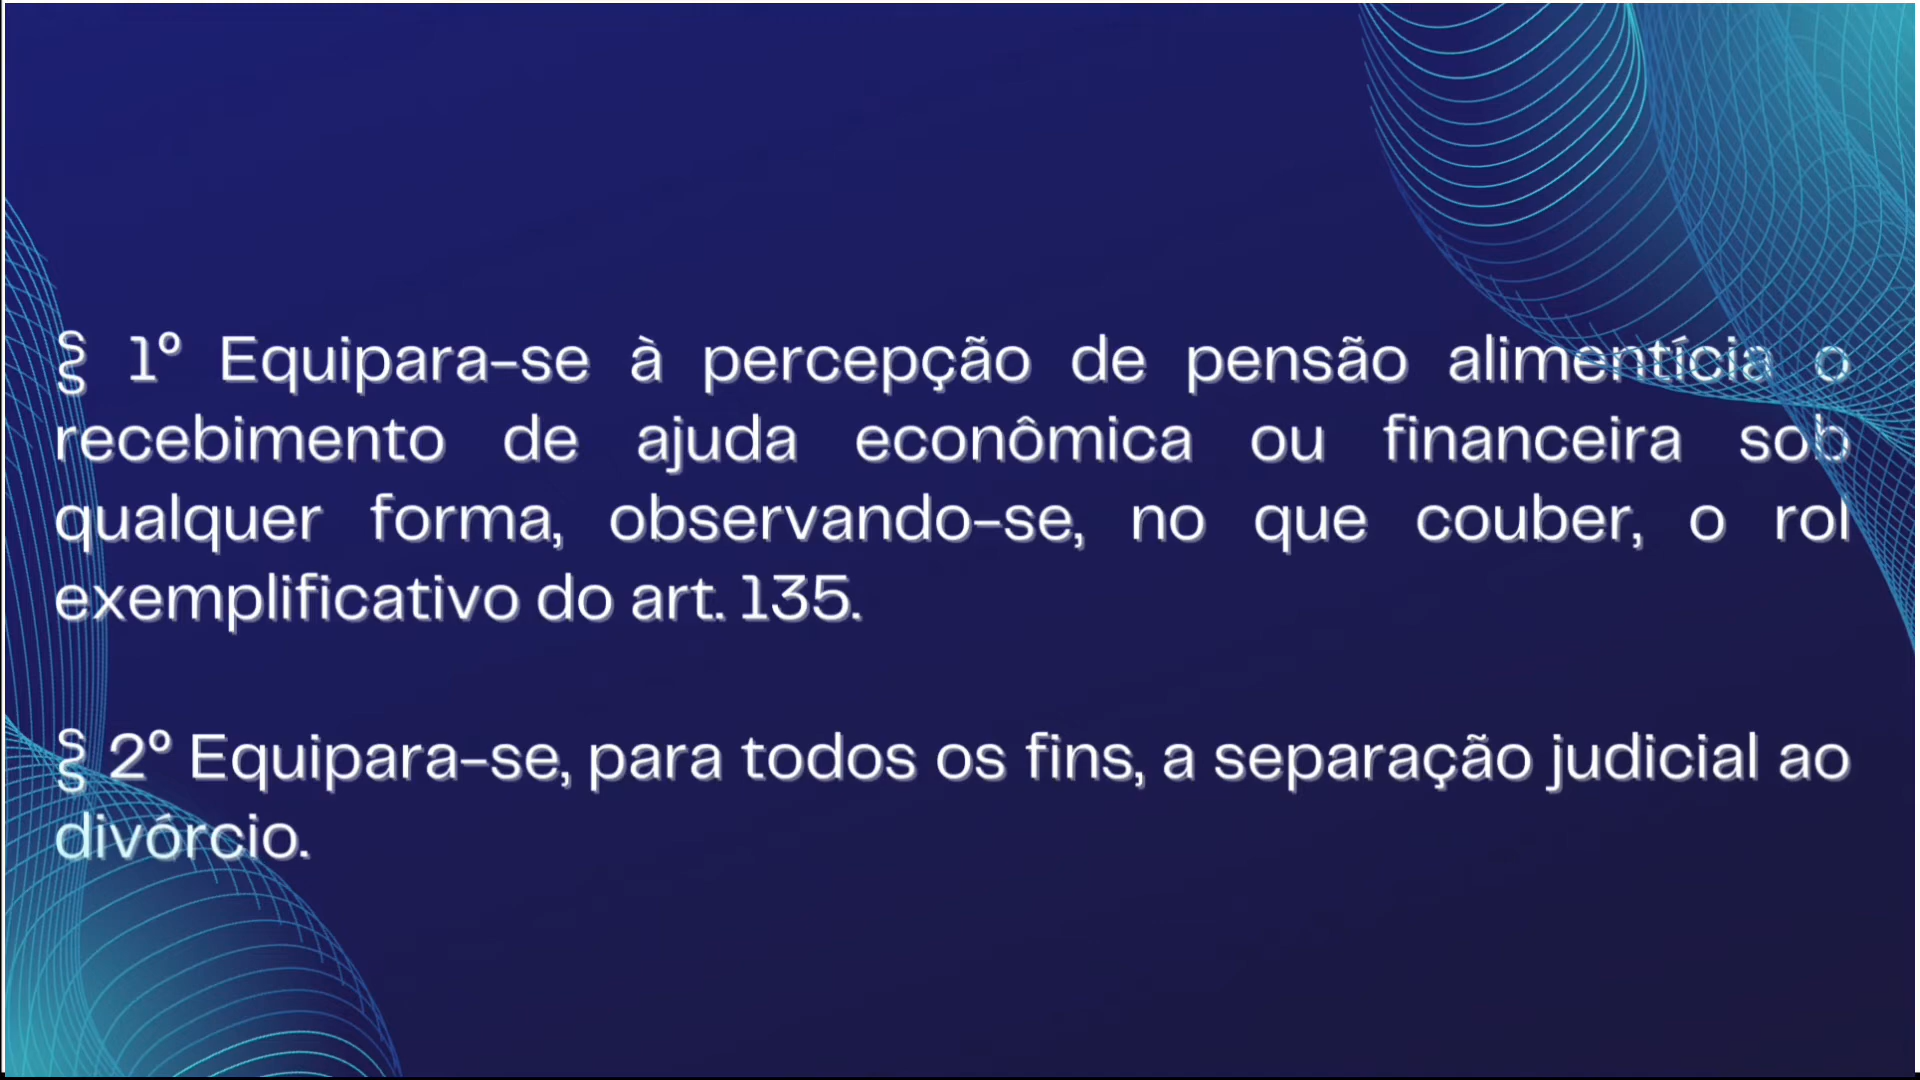 § 1º Equipara-se à percepção de pensão alimentícia o
recebimento de ajuda econômica ou financeira sob
qualquer forma, observando-se, no que couber, o rol
exemplificativo do art. 135.
§ 2º Equipara-se, para todos os fins, a separação judicial ao
divórcio.